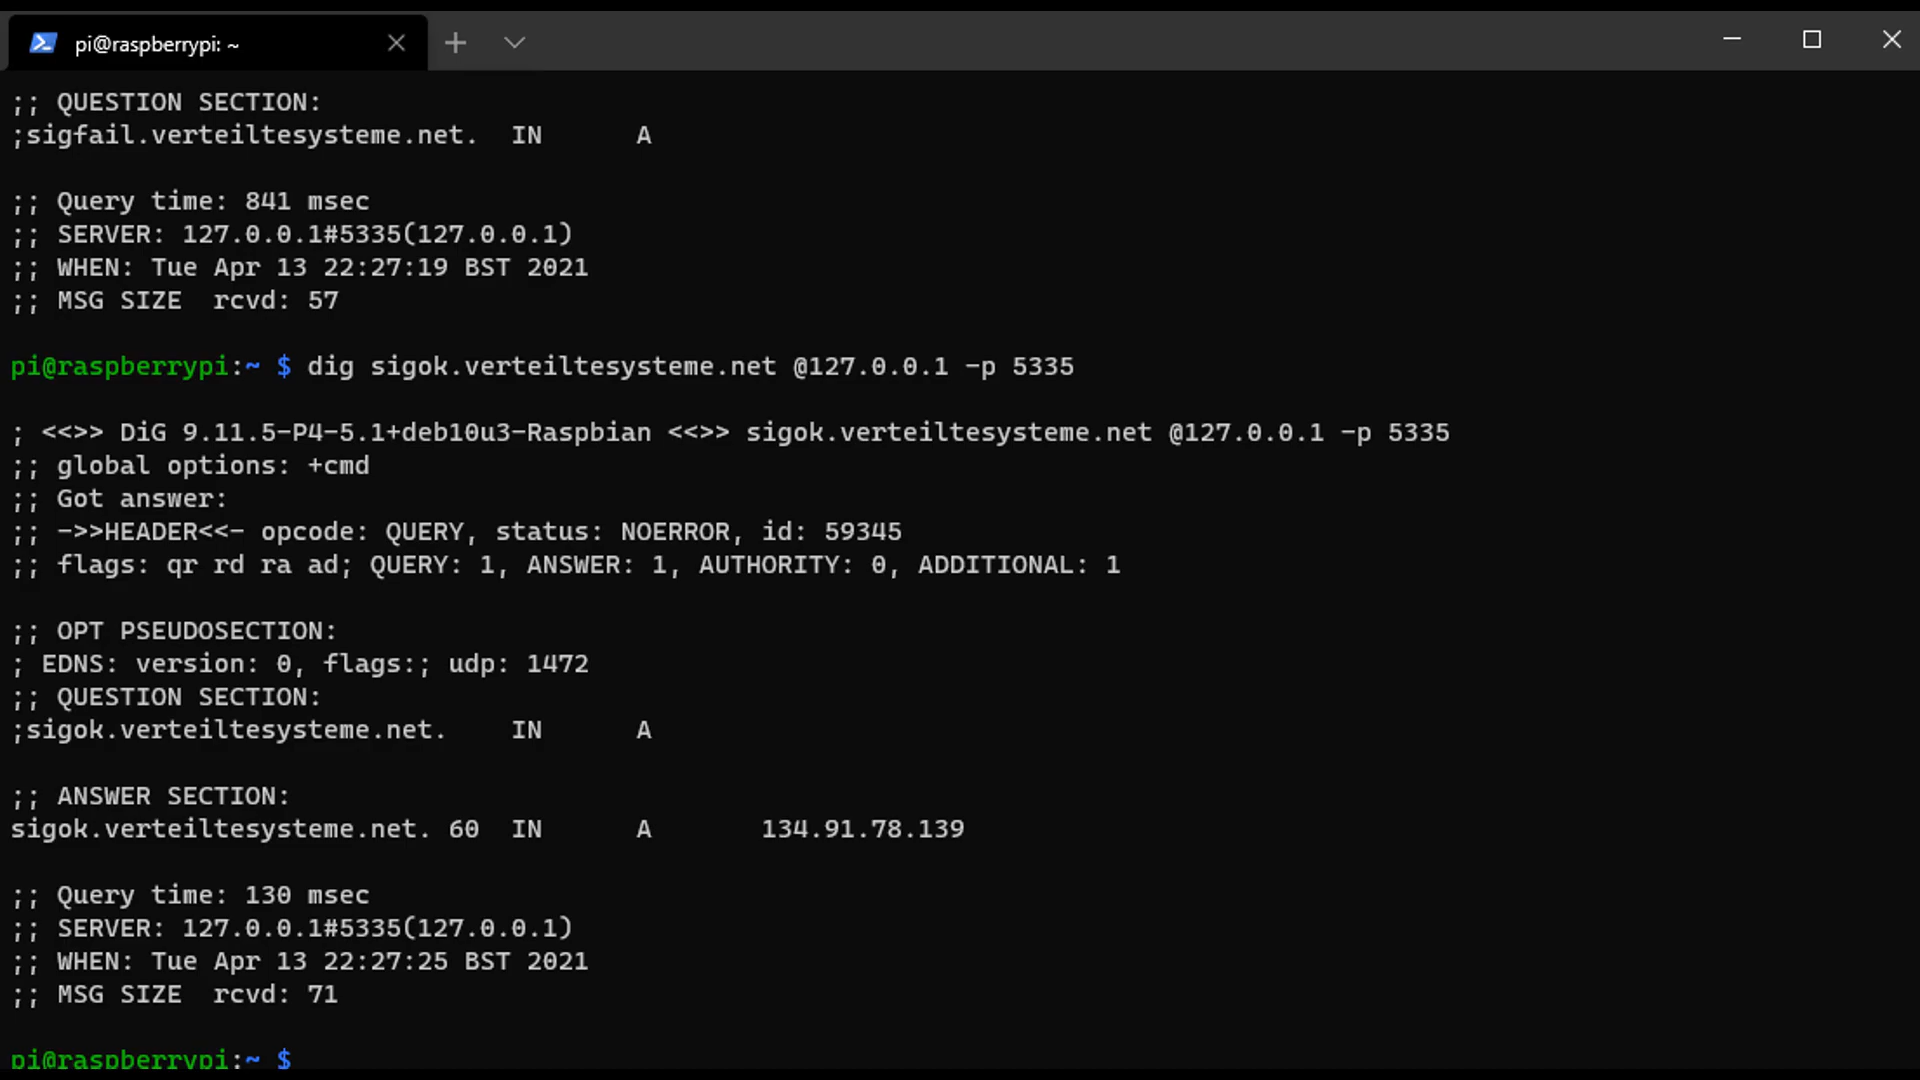 pi@raspberrypi: ~
;; QUESTION SECTION:
;sigfail.verteiltesysteme.net. IN A
;; Query time: 841 msec
;; SERVER: 127.0.0.1#5335(127.0.0.1)
;; WHEN: Tue Apr 13 22:27:19 BST 2021
;; MSG SIZE  rcvd: 57
pi@raspberrypi:~ $ dig sigok.verteiltesysteme.net @127.0.0.1 -p 5335
; <<>> DiG 9.11.5-P4-5.1+deb10u3-Raspbian <<>> sigok.verteiltesysteme.net @127.0.0.1 -p 5335
;; global options: +cmd
;; Got answer:
;; ->>HEADER<<- opcode: QUERY, status: NOERROR, id: 59345
;; flags: qr rd ra ad; QUERY: 1, ANSWER: 1, AUTHORITY: 0, ADDITIONAL: 1
;; OPT PSEUDOSECTION:
; EDNS: version: 0, flags:; udp: 1472
;; QUESTION SECTION:
;sigok.verteiltesysteme.net. IN A
;; ANSWER SECTION:
sigok.verteiltesysteme.net. 60 IN A 134.91.78.139
;; Query time: 130 msec
;; SERVER: 127.0.0.1#5335(127.0.0.1)
;; WHEN: Tue Apr 13 22:27:25 BST 2021
;; MSG SIZE  rcvd: 71
pi@raspberrypi:~ $